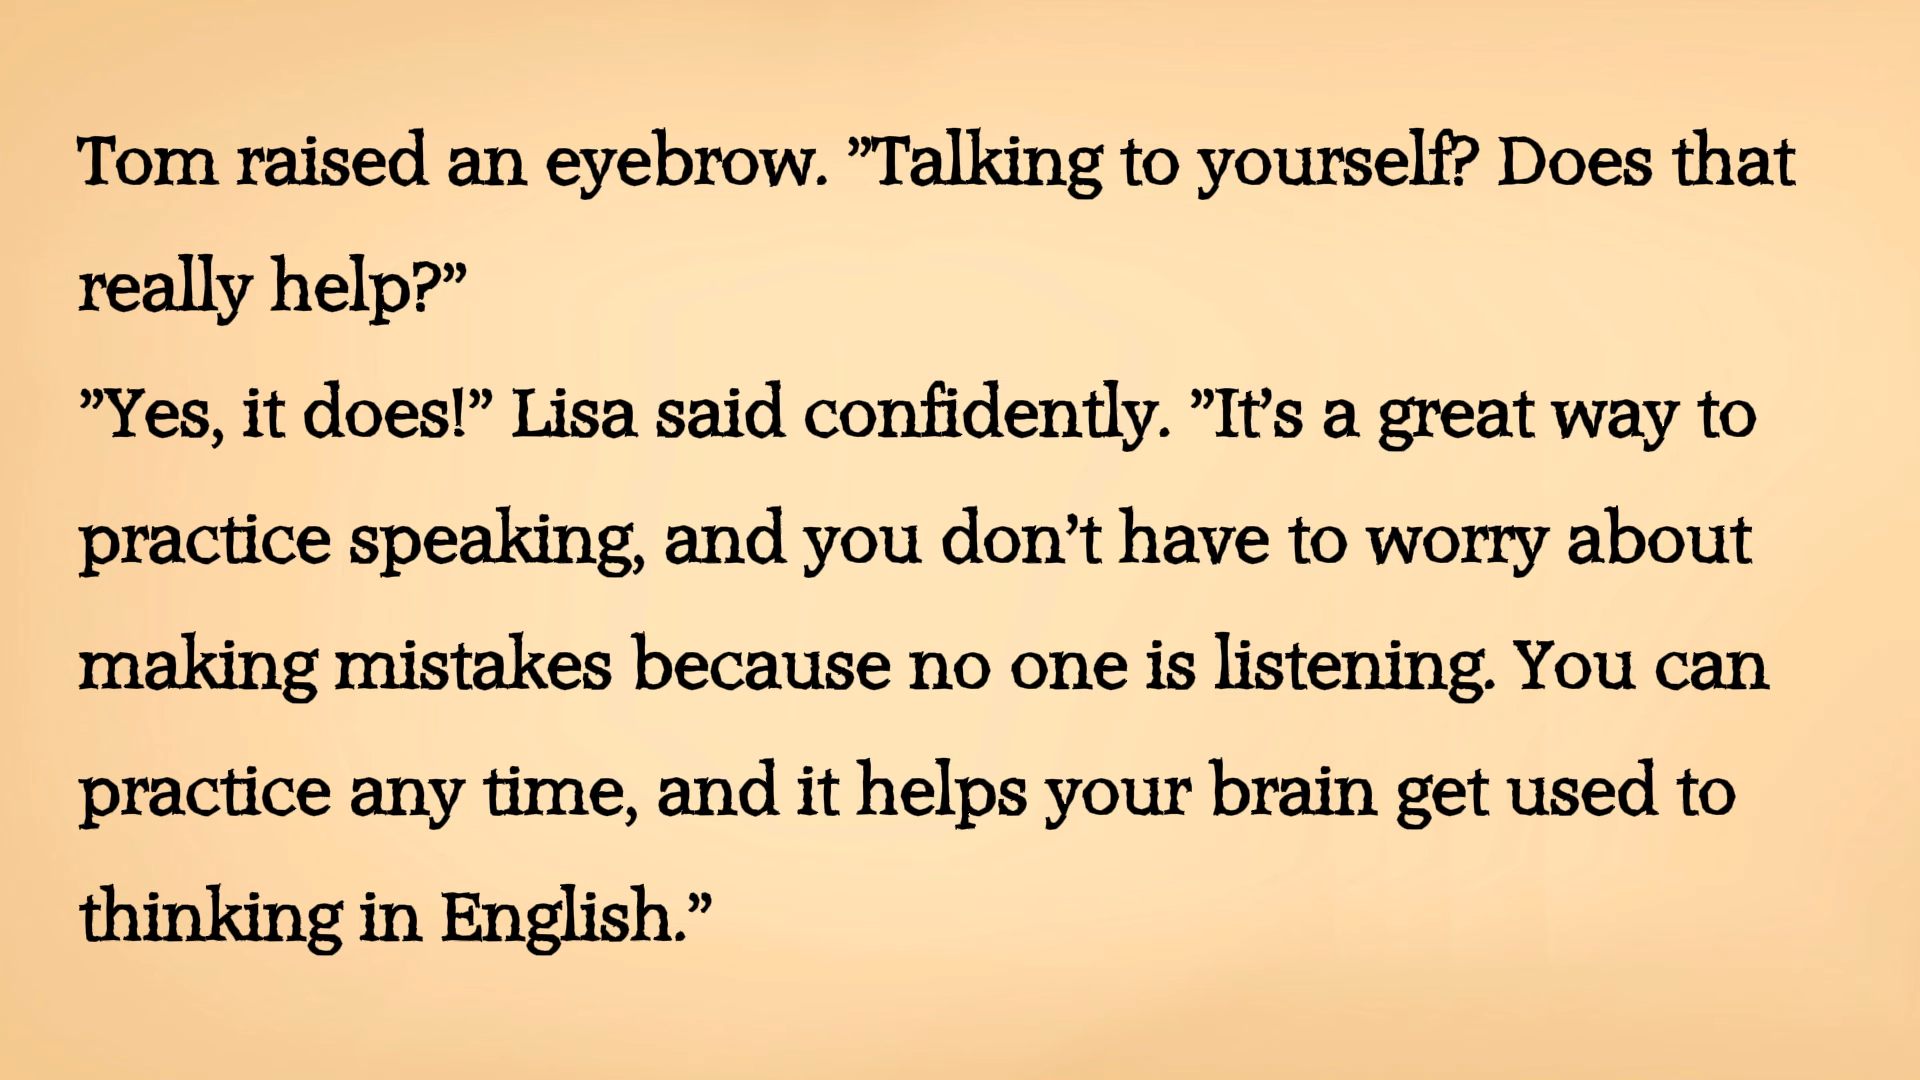 Tom raised an eyebrow. ”Talking to yourself? Does that
really help?”
”Yes, it does!” Lisa said confidently. ”It’s a great way to
practice speaking, and you don’t have to worry about
making mistakes because no one is listening. You can
practice any time, and it helps your brain get used to
thinking in English.”